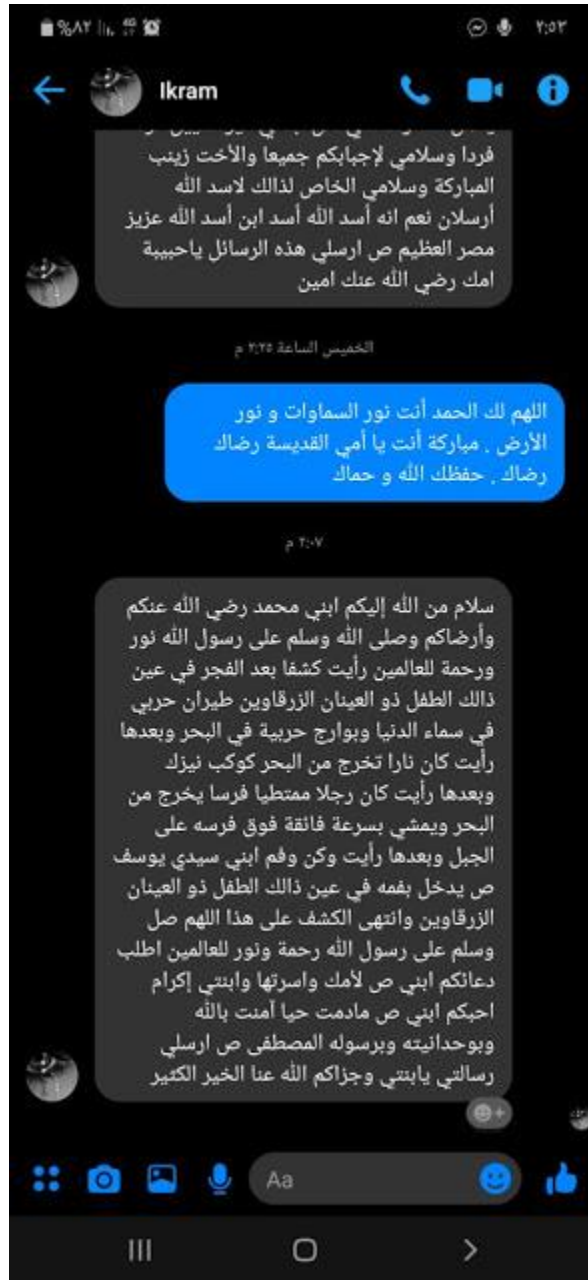 %٨٢
٢:٥٣
Ikram
فردا وسلامي لإجبابكم جميعا والأخت زينب
المباركة وسلامي الخاص لذالك لاسد الله
أرسلان نعم انه أسد الله أسد ابن أسد الله عزيز
مصر العظيم ص ارسلي هذه الرسائل ياحبيبة
امك رضي الله عنك امين
الخميس الساعة ٢:٢٥ م
اللهم لك الحمد أنت نور السماوات و نور
الأرض . مباركة أنت يا أمي القديسة رضاك
رضاك . حفظك الله و حماك
٢:٠٧ م
سلام من الله إليكم ابني محمد رضي الله عنكم
وأرضاكم وصلى الله وسلم على رسول الله نور
ورحمة للعالمين رأيت كشفا بعد الفجر في عين
ذالك الطفل ذو العينان الزرقاوين طيران حربي
في سماء الدنيا وبوارج حربية في البحر وبعدها
رأيت كان نارا تخرج من البحر كوكب نيزك
وبعدها رأيت كان رجلا ممتطيا فرسا يخرج من
البحر ويمشي بسرعة فائقة فوق فرسه على
الجبل وبعدها رأيت وكن وفم ابني سيدي يوسف
ص يدخل بفمه في عين ذالك الطفل ذو العينان
الزرقاوين وانتهى الكشف على هذا اللهم صل
وسلم على رسول الله رحمة ونور للعالمين اطلب
دعائكم ابني ص لأمك واسرتها وابنتي إكرام
احبكم ابني ص مادمت حيا آمنت بالله
وبوحدانيته وبرسوله المصطفى ص ارسلي
رسالتي يابنتي وجزاكم الله عنا الخير الكثير
Aa